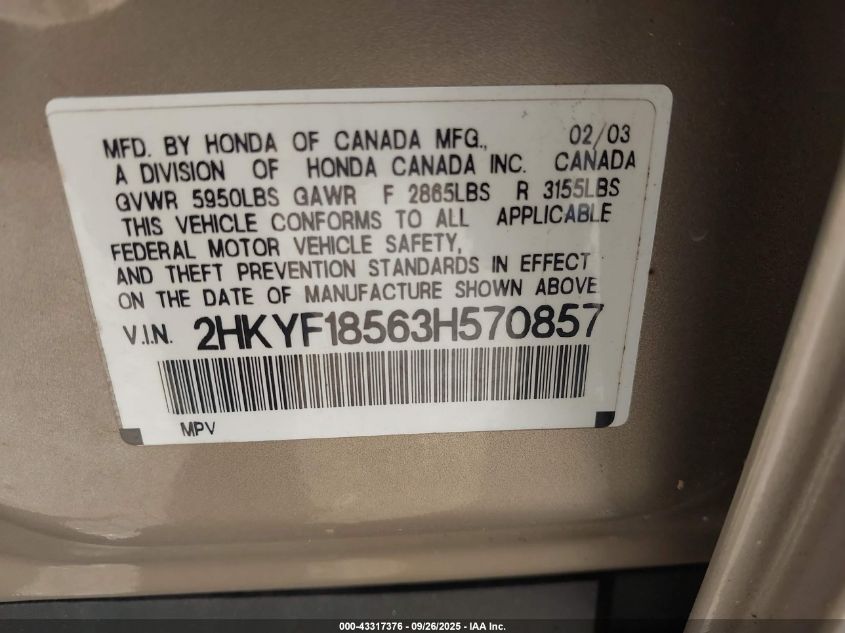 MFD. BY HONDA OF CANADA MFG., 02/03
A DIVISION OF HONDA CANADA INC. CANADA
GVWR 5950LBS GAWR F 2865LBS R 3155LBS
THIS VEHICLE CONFORMS TO ALL APPLICABLE
FEDERAL MOTOR VEHICLE SAFETY,
AND THEFT PREVENTION STANDARDS IN EFFECT
ON THE DATE OF MANUFACTURE SHOWN ABOVE
V.I.N. 2HKYF18563H570857
MPV
000-43317376 - 09/26/2025 - IAA Inc.